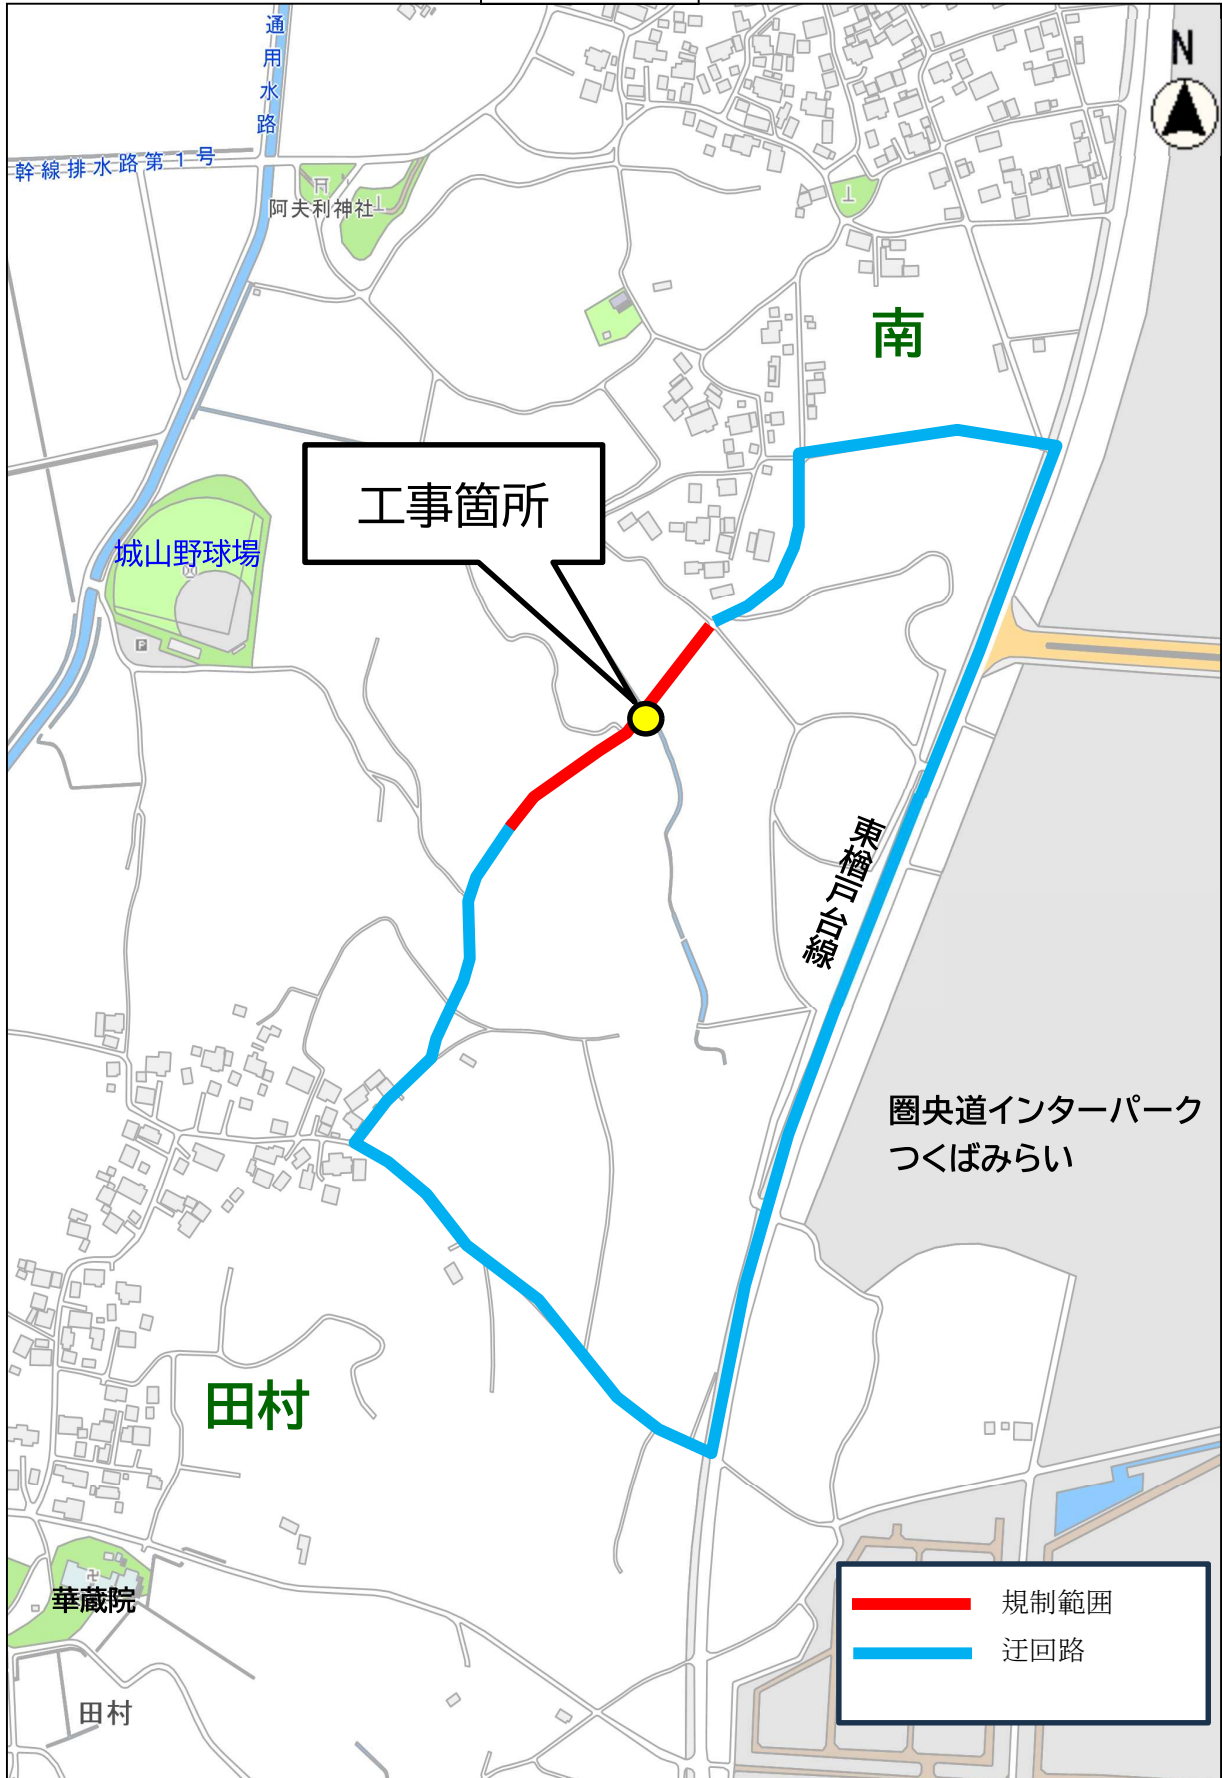 通用水路
N
幹線排水路第1号
阿夫利神社
南
工事箇所
城山野球場
P
東楢戸台線
圏央道インターパーク
つくばみらい
田村
華蔵院
規制範囲
迂回路
田村